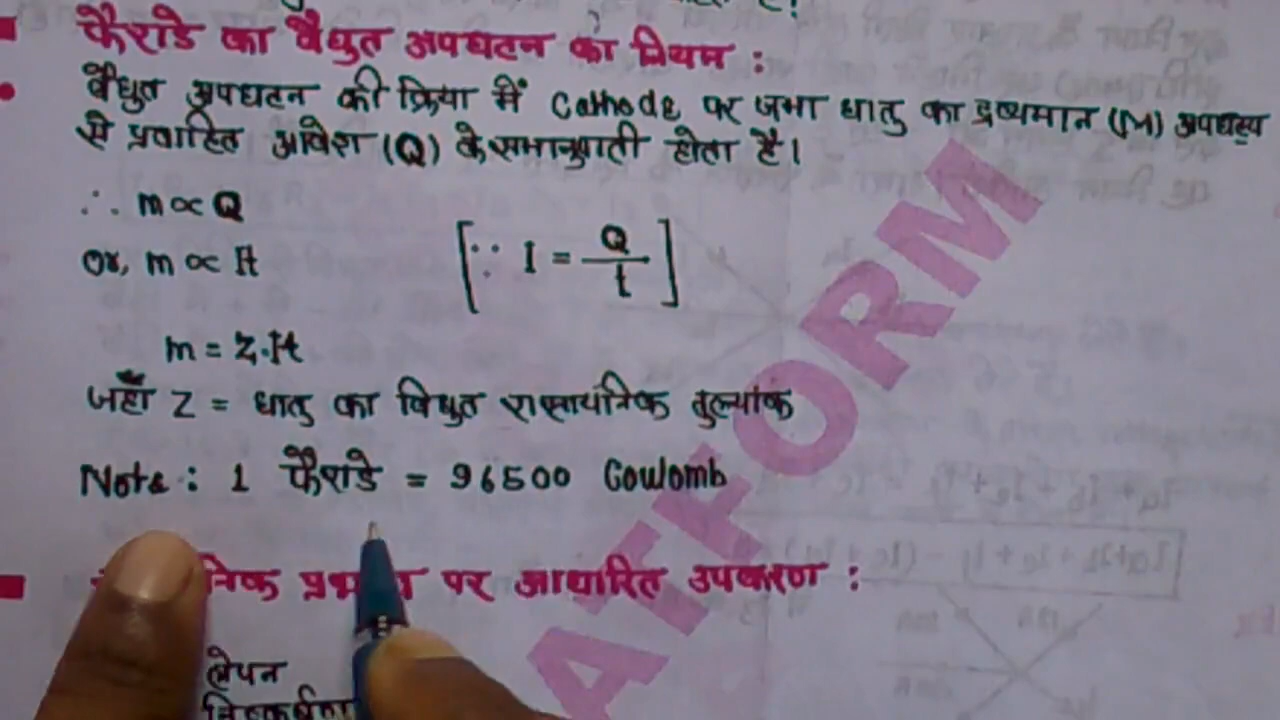 फैराडे का वैधुत अपघटन का नियम :
वैधुत अपघटन की क्रिया में Cathode पर जमा धातु का द्रव्यमान (M) अपघट्य
से प्रवाहित आवेश (Q) के समानुपाती होता है।
∴ m ∝ Q
or, m ∝ It [∵ I = Q/t]
m = Z.It
जहाँ Z = धातु का विधुत रासायनिक तुल्यांक
Note : 1 फैराडे = 96500 Coulomb
पर आधारित उपकरण :
लेपन
ATFORM